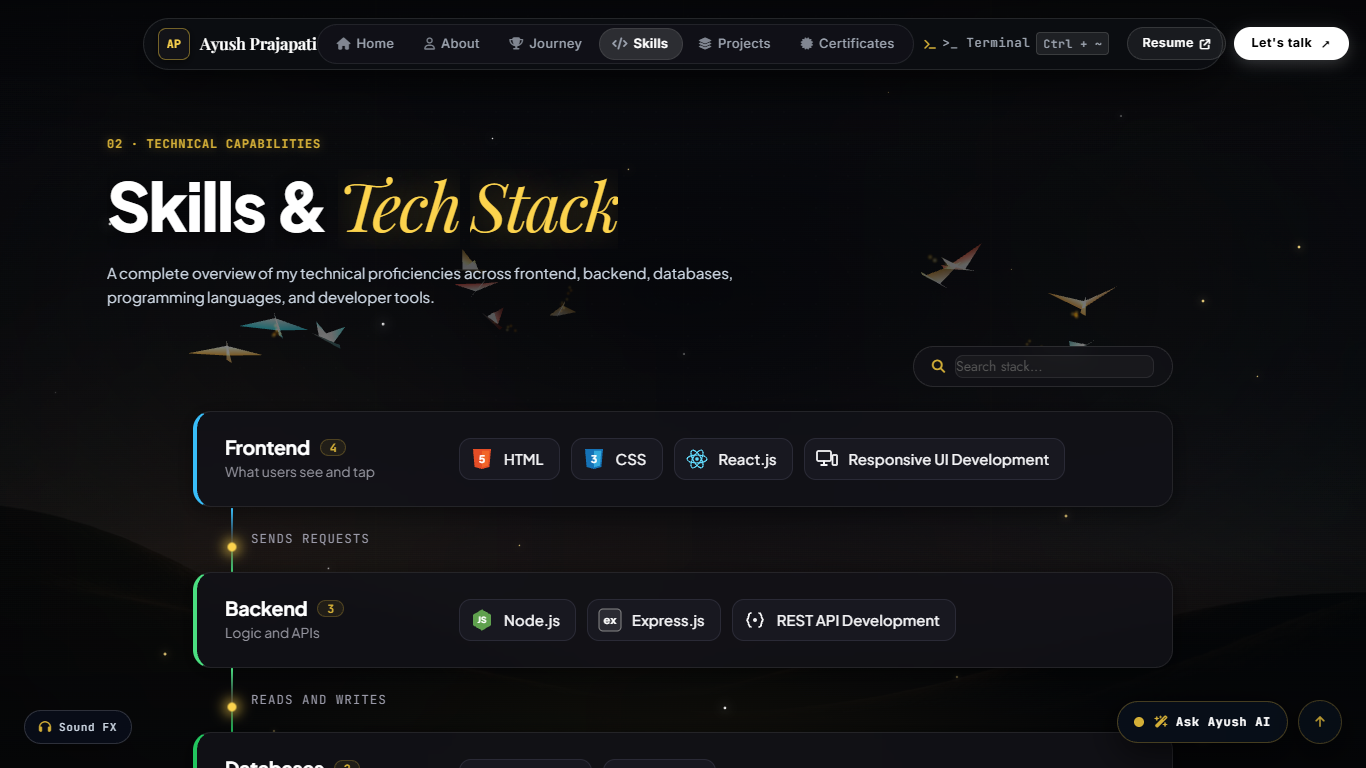 AP Ayush Prajapati Home About Journey Skills Projects Certificates >_ Terminal Ctrl + ~ Resume Let's talk ↗
02 · TECHNICAL CAPABILITIES
Skills & Tech Stack
A complete overview of my technical proficiencies across frontend, backend, databases,
programming languages, and developer tools.
Search stack...
Frontend 4
What users see and tap
HTML CSS React.js Responsive UI Development
SENDS REQUESTS
Backend 3
Logic and APIs
Node.js Express.js REST API Development
READS AND WRITES
Sound FX
Ask Ayush AI
Databases 2